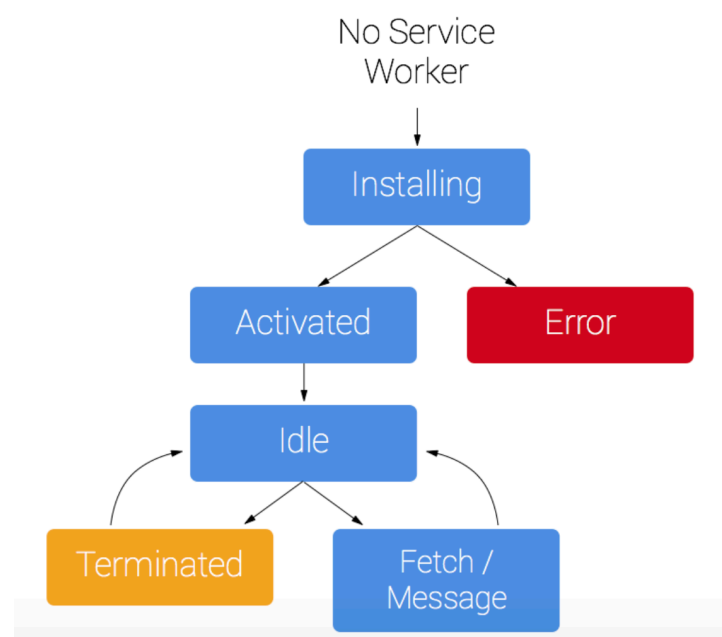 No Service
Worker
Installing
Activated
Error
Idle
Terminated
Fetch /
Message